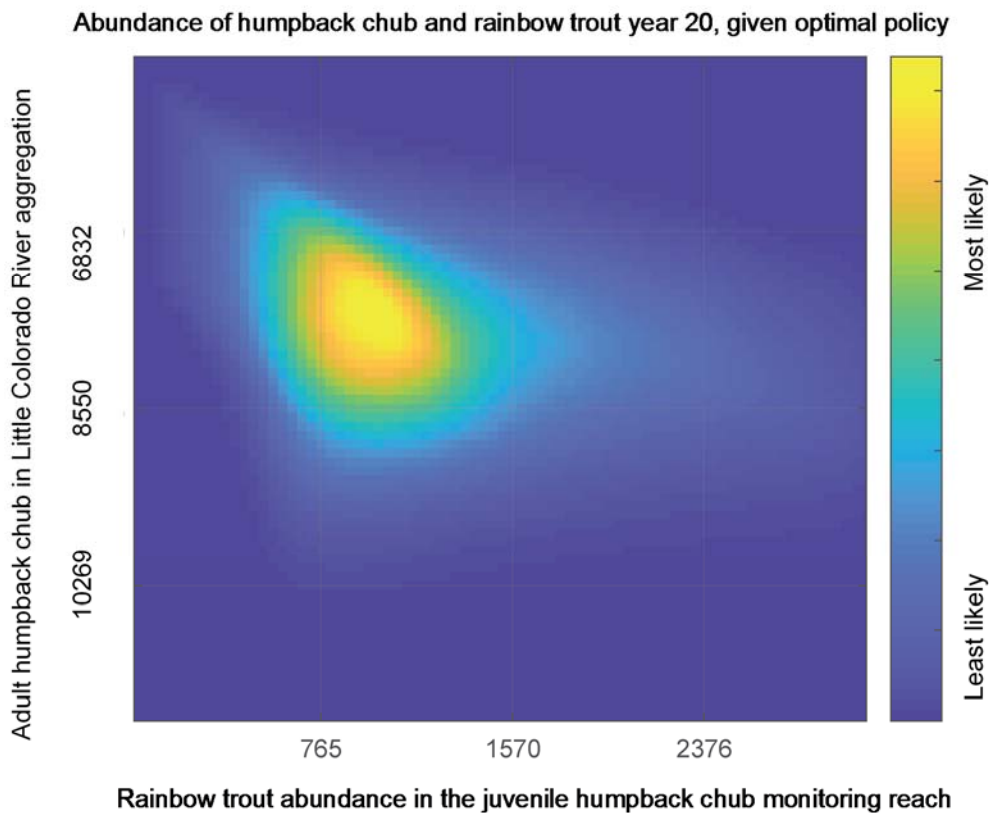 Abundance of humpback chub and rainbow trout year 20, given optimal policy
Adult humpback chub in Little Colorado River aggregation
6832
8550
10269
765
1570
2376
Rainbow trout abundance in the juvenile humpback chub monitoring reach
Most likely
Least likely